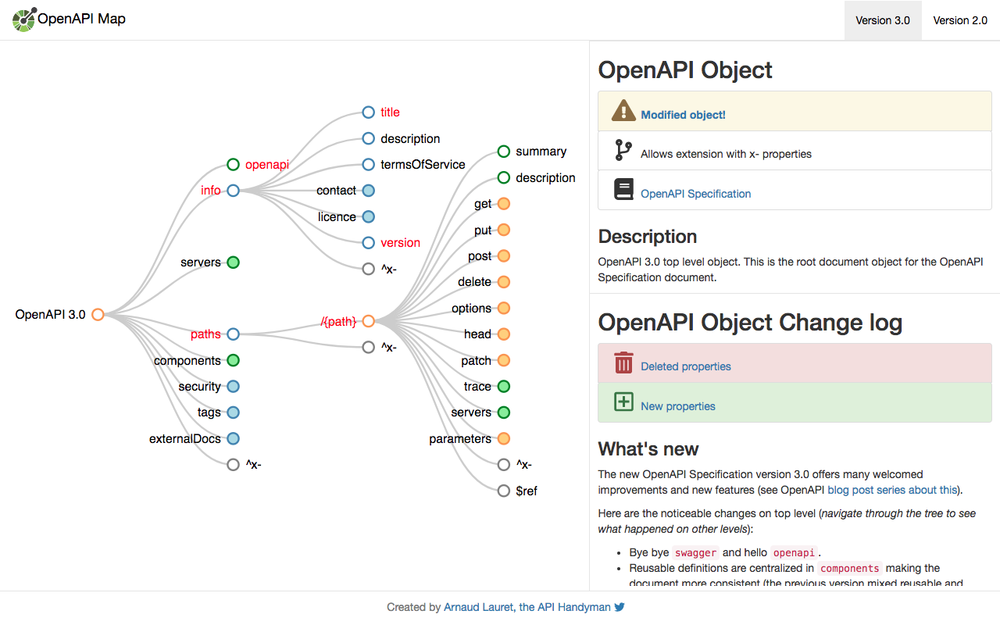 OpenAPI Map
Version 3.0
Version 2.0
OpenAPI 3.0
openapi
info
servers
paths
components
security
tags
externalDocs
^x-
title
description
termsOfService
contact
licence
version
^x-
/{path}
^x-
summary
description
get
put
post
delete
options
head
patch
trace
servers
parameters
^x-
$ref
OpenAPI Object
Modified object!
Allows extension with x- properties
OpenAPI Specification
Description
OpenAPI 3.0 top level object. This is the root document object for the OpenAPI
Specification document.
OpenAPI Object Change log
Deleted properties
New properties
What's new
The new OpenAPI Specification version 3.0 offers many welcomed
improvements and new features (see OpenAPI blog post series about this).
Here are the noticeable changes on top level (navigate through the tree to see
what happened on other levels):
• Bye bye swagger and hello openapi.
• Reusable definitions are centralized in components making the
document more consistent (the previous version mixed reusable and
Created by Arnaud Lauret, the API Handyman